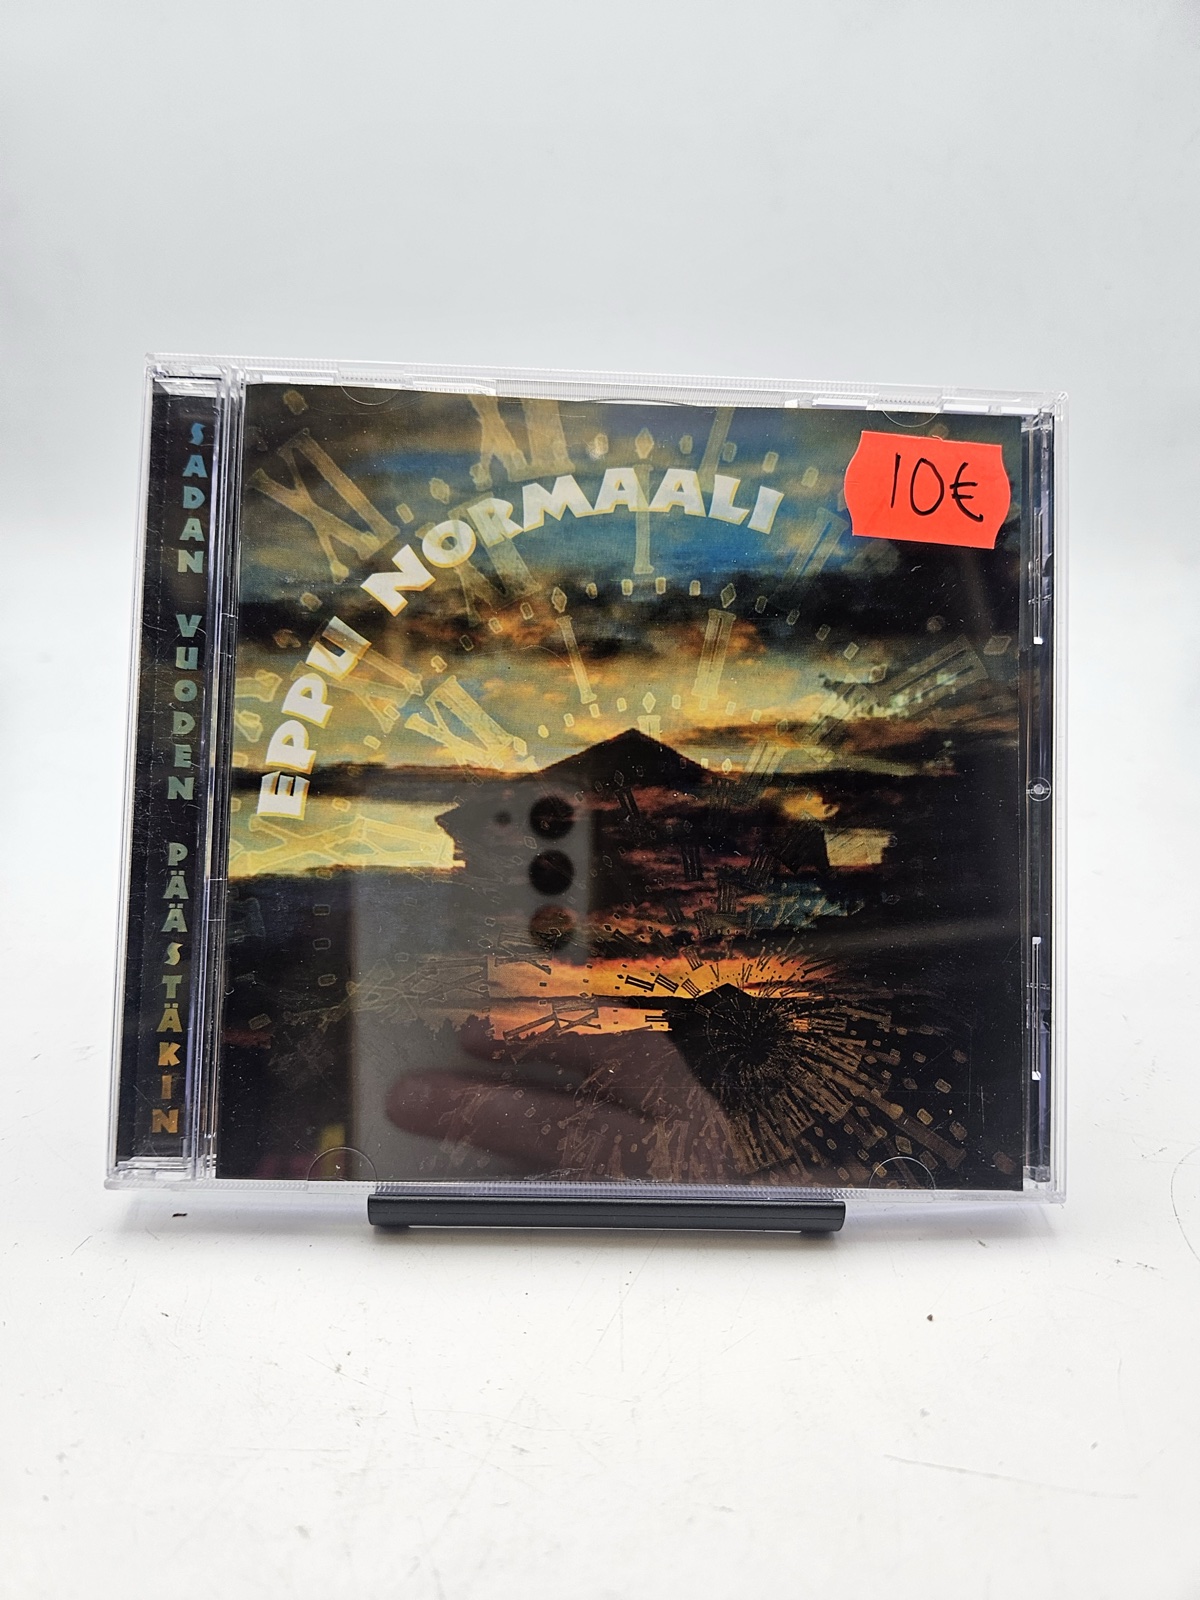 SADAN VUODEN PÄÄSTÄKIN
EPPU NORMAALI
10€